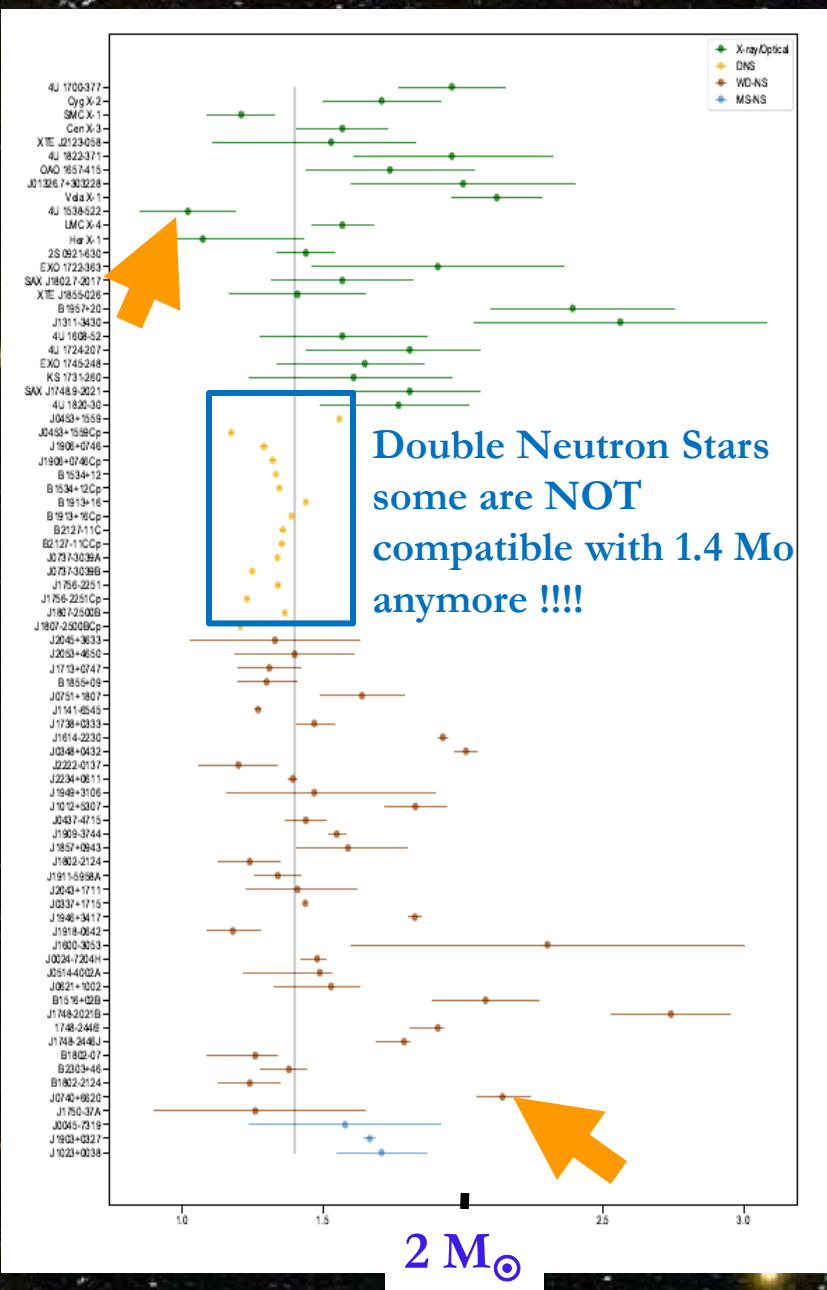 X-ray/Optical
DNS
WD-NS
MS-NS
4U 1700-377
Cyg X-2
SMC X-1
Cen X-3
XTE J2123-058
4U 1822-371
OAO 1657-415
J01326.7+303228
Vela X-1
4U 1538-522
LMC X-4
Her X-1
2S 0921-630
EXO 1722-363
SAX J1802.7-2017
XTE J1855-026
B1957+20
J1311-3430
4U 1608-52
4U 1724-207
EXO 1745-248
KS 1731-260
SAX J1748.9-2021
4U 1820-30
J0453+1559
J0453+1559Cp
J1906+0746
J1906+0746Cp
B1534+12
B1534+12Cp
B1913+16
B1913+16Cp
B2127-11C
B2127-11CCp
J0737-3039A
J0737-3039B
J1756-2251
J1756-2251Cp
J1807-2500B
J1807-2500BCp
Double Neutron Stars
some are NOT
compatible with 1.4 Mo
anymore !!!!
J2045+3633
J2053+4650
J1713+0747
B1855+09
J0751+1807
J1141-6545
J1738+0333
J1614-2230
J0348+0432
J2222-0137
J2234+0611
J1949+3106
J1012+5307
J0437-4715
J1909-3744
J1857+0943
J1802-2124
J1911-5958A
J2043+1711
J0337+1715
J1946+3417
J1918-0642
J1600-3053
J0024-7204H
J0514-4002A
J0621+1002
B1516+02B
J1748-2021B
1748-2446I
J1748-2446J
B1802-07
B2303+46
B1802-2124
J0740+6620
J1750-37A
J0045-7319
J1903+0327
J1023+0038
1.0 1.5 2.5 3.0
2 M☉